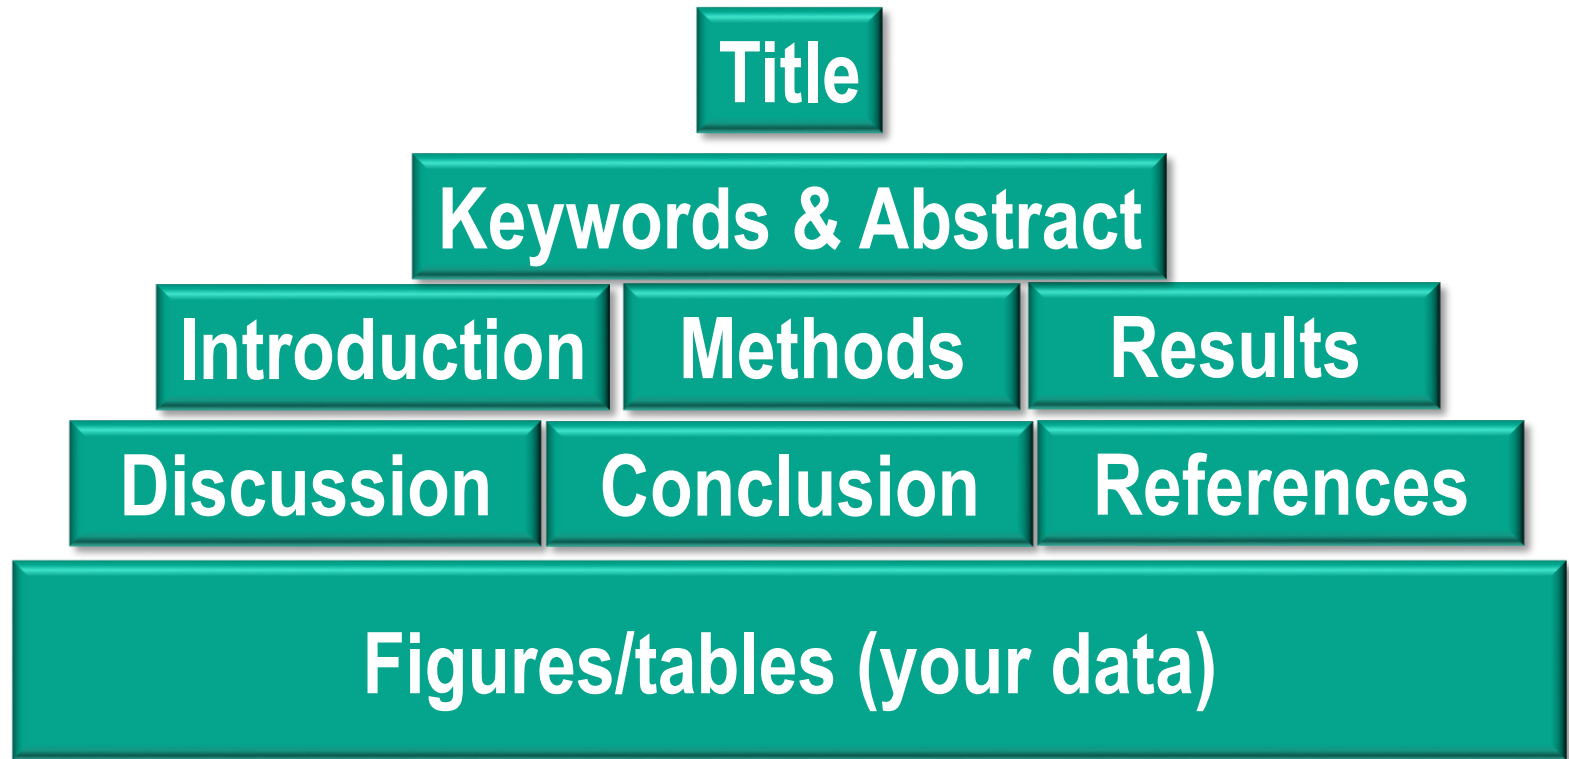 Title
Keywords & Abstract
Introduction
Methods
Results
Discussion
Conclusion
References
Figures/tables (your data)